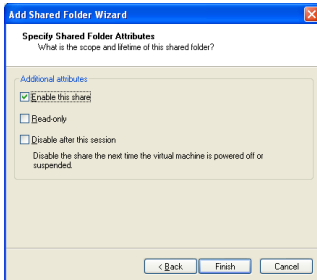 Add Shared Folder Wizard
Specify Shared Folder Attributes
What is the scope and lifetime of this shared folder?
Additional attributes
Enable this share
Read-only
Disable after this session
Disable the share the next time the virtual machine is powered off or
suspended.
< Back Finish Cancel